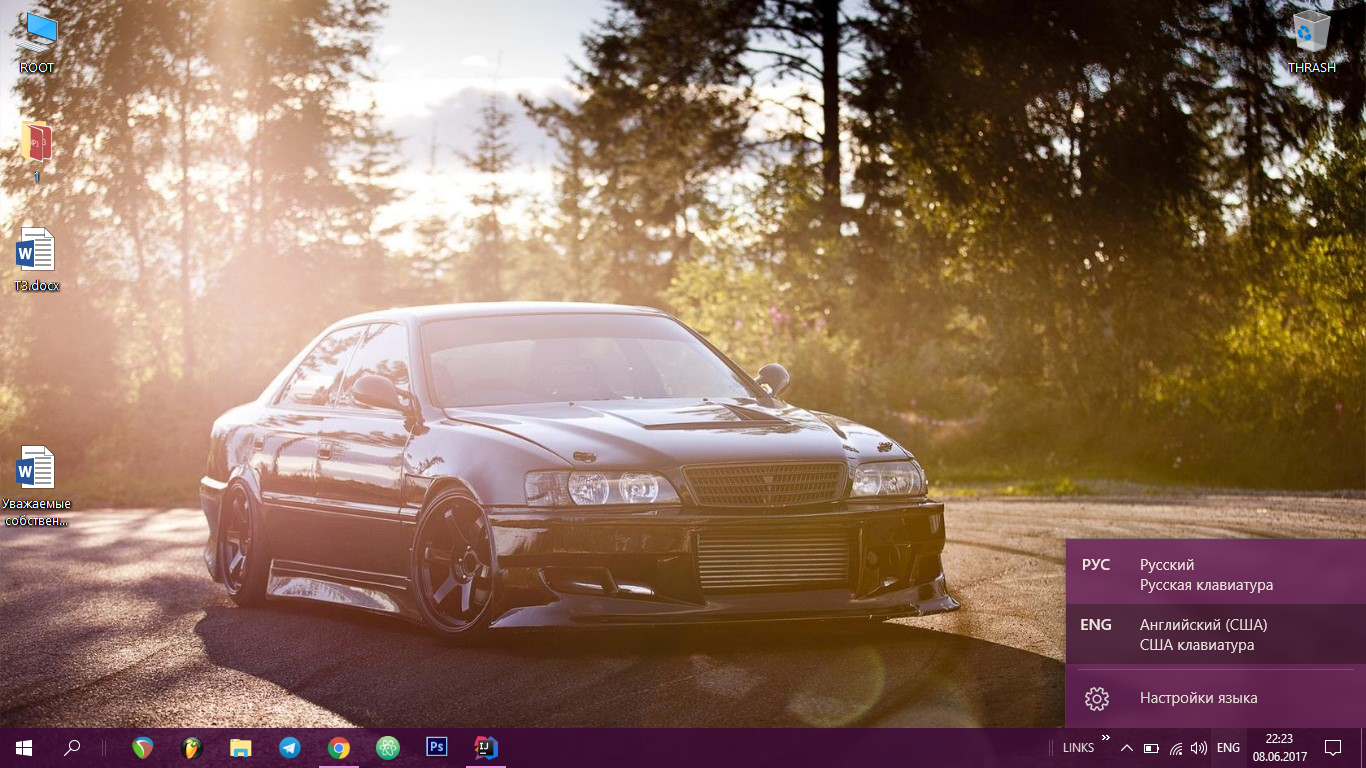 ROOT
THRASH
1
ТЗ.docx
Уважаемые
собствен...
РУС
Русский
Русская клавиатура
ENG
Английский (США)
США клавиатура
Настройки языка
Ps
IJ
LINKS
»
ENG
22:23
08.06.2017